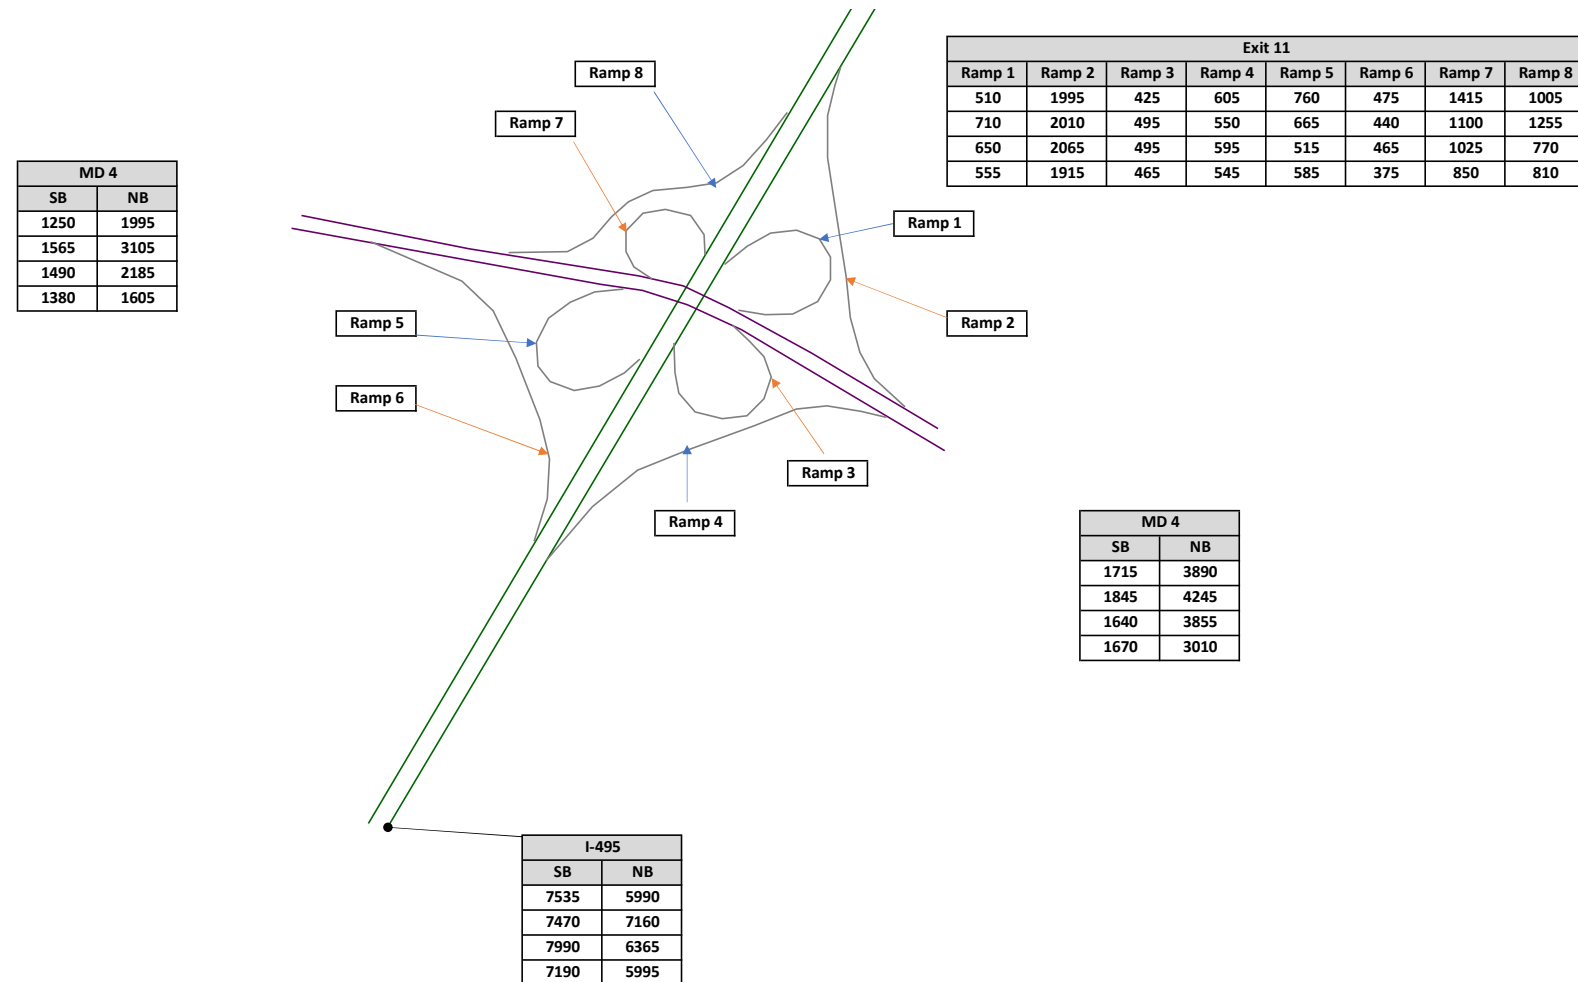 Exit 11
Ramp 1 Ramp 2 Ramp 3 Ramp 4 Ramp 5 Ramp 6 Ramp 7 Ramp 8
510 1995 425 605 760 475 1415 1005
710 2010 495 550 665 440 1100 1255
650 2065 495 595 515 465 1025 770
555 1915 465 545 585 375 850 810
Ramp 8
Ramp 7
MD 4
SB NB
1250 1995
1565 3105
1490 2185
1380 1605
Ramp 1
Ramp 5
Ramp 2
Ramp 6
Ramp 3
Ramp 4
MD 4
SB NB
1715 3890
1845 4245
1640 3855
1670 3010
I-495
SB NB
7535 5990
7470 7160
7990 6365
7190 5995